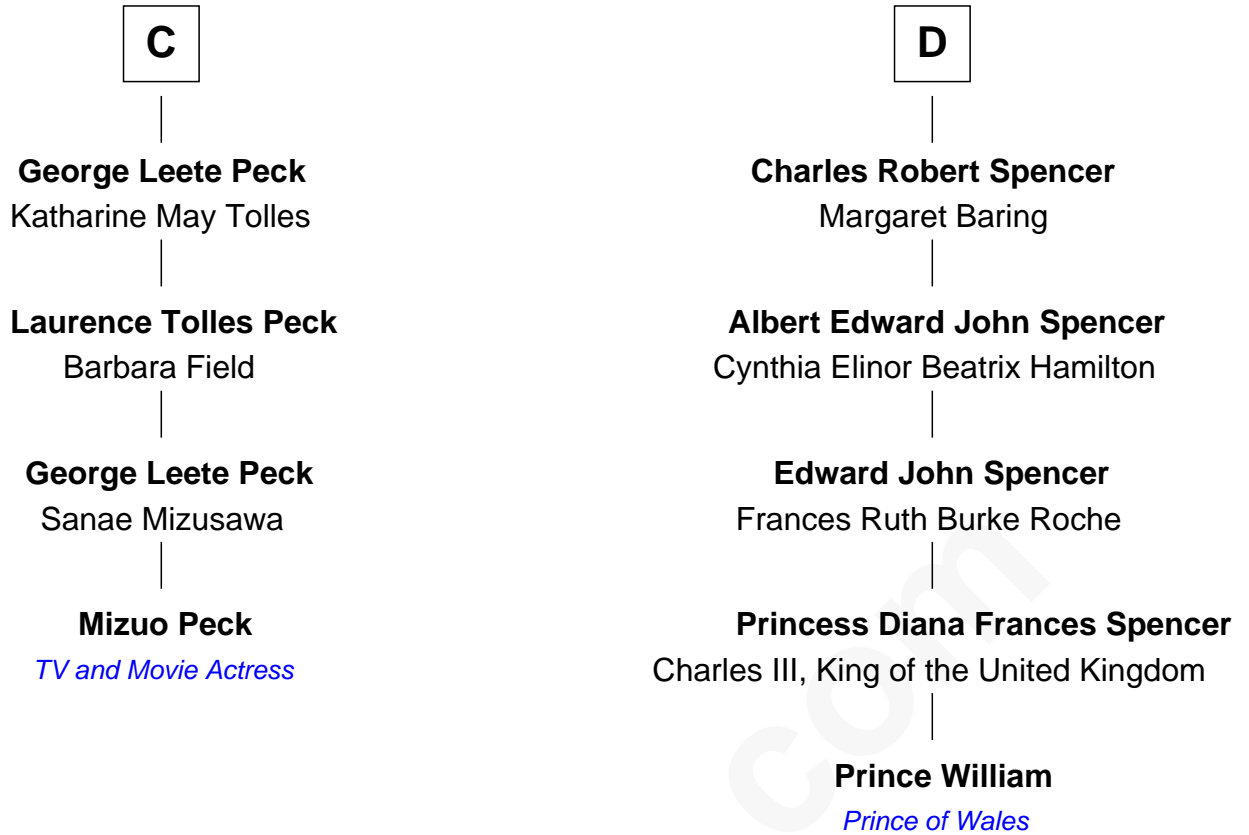 C
George Leete Peck
Katharine May Tolles
Laurence Tolles Peck
Barbara Field
George Leete Peck
Sanae Mizusawa
Mizuo Peck
TV and Movie Actress
D
Charles Robert Spencer
Margaret Baring
Albert Edward John Spencer
Cynthia Elinor Beatrix Hamilton
Edward John Spencer
Frances Ruth Burke Roche
Princess Diana Frances Spencer
Charles III, King of the United Kingdom
Prince William
Prince of Wales
com